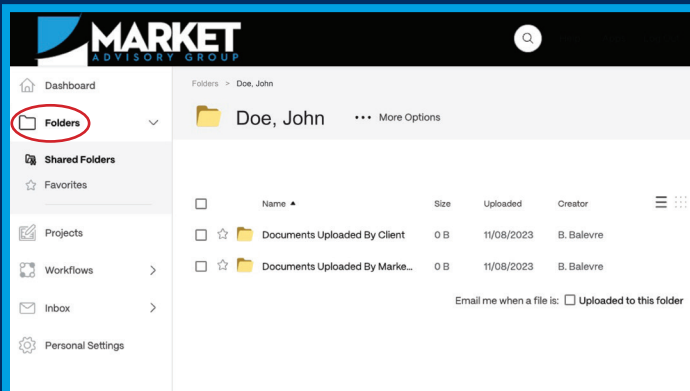 MARKET
ADVISORY GROUP
Dashboard
Folders
Shared Folders
Favorites
Projects
Workflows
Inbox
Personal Settings
Folders > Doe, John
Doe, John ••• More Options
Name ▲ Size Uploaded Creator
Documents Uploaded By Client 0 B 11/08/2023 B. Balevre
Documents Uploaded By Marke... 0 B 11/08/2023 B. Balevre
Email me when a file is: Uploaded to this folder